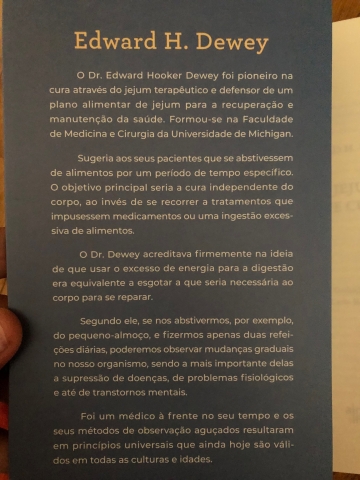 Edward H. Dewey
O Dr. Edward Hooker Dewey foi pioneiro na
cura através do jejum terapêutico e defensor de um
plano alimentar de jejum para a recuperação e
manutenção da saúde. Formou-se na Faculdade
de Medicina e Cirurgia da Universidade de Michigan.
Sugeria aos seus pacientes que se abstivessem
de alimentos por um período de tempo específico.
O objetivo principal seria a cura independente do
corpo, ao invés de se recorrer a tratamentos que
impusessem medicamentos ou uma ingestão exces-
siva de alimentos.
O Dr. Dewey acreditava firmemente na ideia
de que usar o excesso de energia para a digestão
era equivalente a esgotar a que seria necessária ao
corpo para se reparar.
Segundo ele, se nos abstivermos, por exemplo,
do pequeno-almoço, e fizermos apenas duas refei-
ções diárias, poderemos observar mudanças graduais
no nosso organismo, sendo a mais importante delas
a supressão de doenças, de problemas fisiológicos
e até de transtornos mentais.
Foi um médico à frente no seu tempo e os
seus métodos de observação aguçados resultaram
em princípios universais que ainda hoje são váli-
dos em todas as culturas e idades.